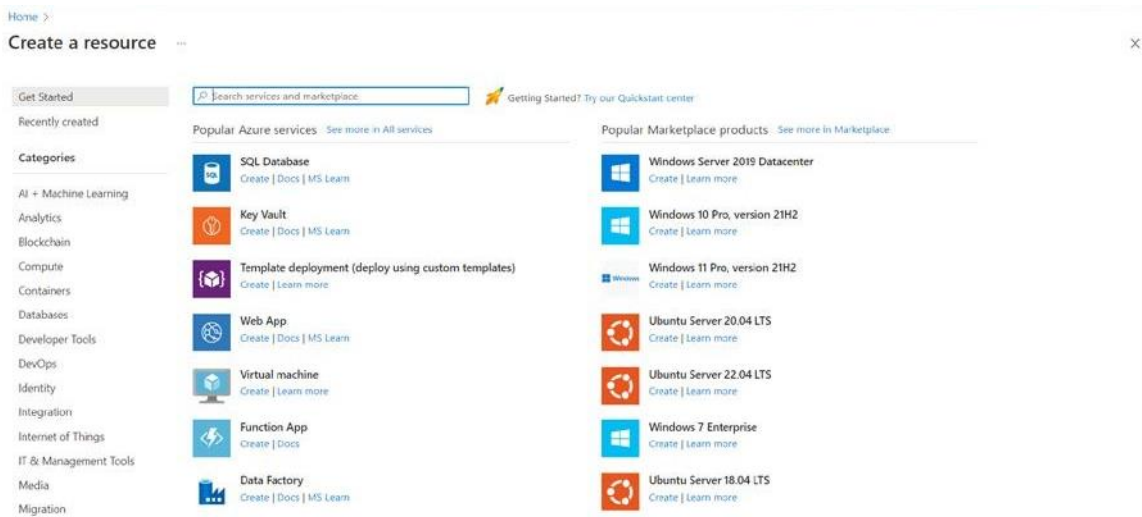 Home >
Create a resource ...
Get Started
Recently created
Categories
AI + Machine Learning
Analytics
Blockchain
Compute
Containers
Databases
Developer Tools
DevOps
Identity
Integration
Internet of Things
IT & Management Tools
Media
Migration
Search services and marketplace
Getting Started? Try our Quickstart center
Popular Azure services See more in All services
SQL
SQL Database
Create | Docs | MS Learn
Key Vault
Create | Docs | MS Learn
Template deployment (deploy using custom templates)
Create | Learn more
Web App
Create | Docs | MS Learn
Virtual machine
Create | Learn more
Function App
Create | Docs
Data Factory
Create | Docs | MS Learn
Popular Marketplace products See more in Marketplace
Windows Server 2019 Datacenter
Create | Learn more
Windows 10 Pro, version 21H2
Create | Learn more
Windows
Windows 11 Pro, version 21H2
Create | Learn more
Ubuntu Server 20.04 LTS
Create | Learn more
Ubuntu Server 22.04 LTS
Create | Learn more
Windows 7 Enterprise
Create | Learn more
Ubuntu Server 18.04 LTS
Create | Learn more